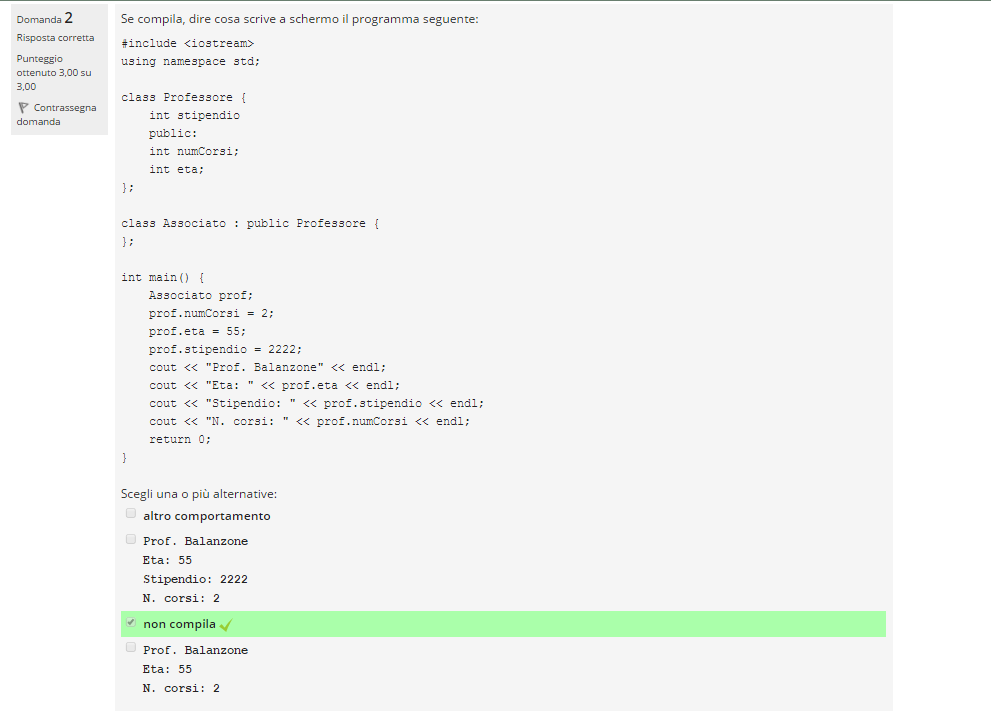 Domanda 2
Risposta corretta
Punteggio
ottenuto 3,00 su
3,00
Contrassegna
domanda
Se compila, dire cosa scrive a schermo il programma seguente:
#include <iostream>
using namespace std;
class Professore {
int stipendio
public:
int numCorsi;
int eta;
};
class Associato : public Professore {
};
int main() {
Associato prof;
prof.numCorsi = 2;
prof.eta = 55;
prof.stipendio = 2222;
cout << "Prof. Balanzone" << endl;
cout << "Eta: " << prof.eta << endl;
cout << "Stipendio: " << prof.stipendio << endl;
cout << "N. corsi: " << prof.numCorsi << endl;
return 0;
}
Scegli una o più alternative:
altro comportamento
Prof. Balanzone
Eta: 55
Stipendio: 2222
N. corsi: 2
non compila
Prof. Balanzone
Eta: 55
N. corsi: 2